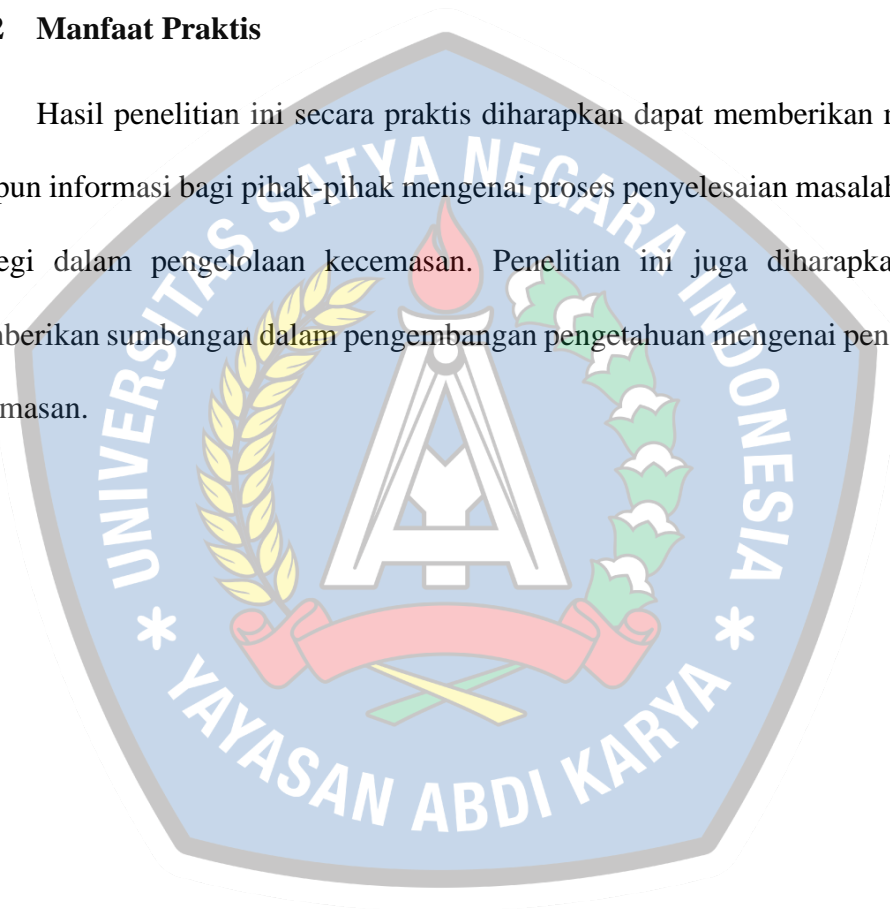 2 Manfaat Praktis
Hasil penelitian ini secara praktis diharapkan dapat memberikan
pun informasi bagi pihak-pihak mengenai proses penyelesaian masalah
egi dalam pengelolaan kecemasan. Penelitian ini juga diharapka
berikan sumbangan dalam pengembangan pengetahuan mengenai pen
masan.
UNIVERSITAS SATYA NEGARA INDONESIA
* YAYASAN ABDI KARYA *